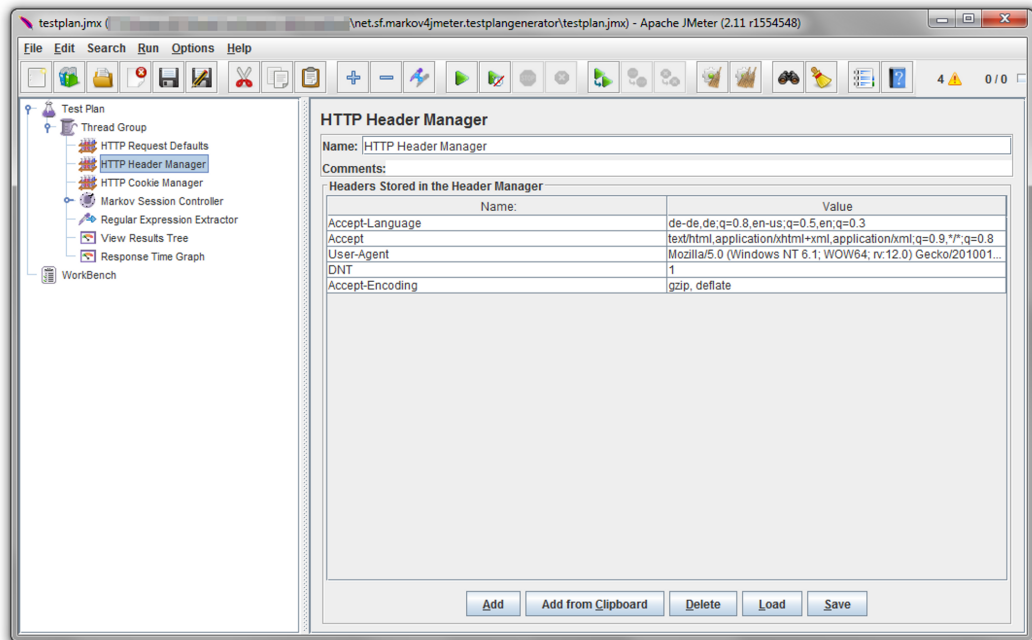 testplan.jmx (\net.sf.markov4jmeter.testplangenerator\testplan.jmx) - Apache JMeter (2.11 r1554548)
File Edit Search Run Options Help
4 0 / 0
Test Plan
Thread Group
HTTP Request Defaults
HTTP Header Manager
HTTP Cookie Manager
Markov Session Controller
Regular Expression Extractor
View Results Tree
Response Time Graph
WorkBench
HTTP Header Manager
Name: HTTP Header Manager
Comments:
Headers Stored in the Header Manager
Name: Value
Accept-Language de-de,de;q=0.8,en-us;q=0.5,en;q=0.3
Accept text/html,application/xhtml+xml,application/xml;q=0.9,*/*;q=0.8
User-Agent Mozilla/5.0 (Windows NT 6.1; WOW64; rv:12.0) Gecko/201001...
DNT 1
Accept-Encoding gzip, deflate
Add Add from Clipboard Delete Load Save